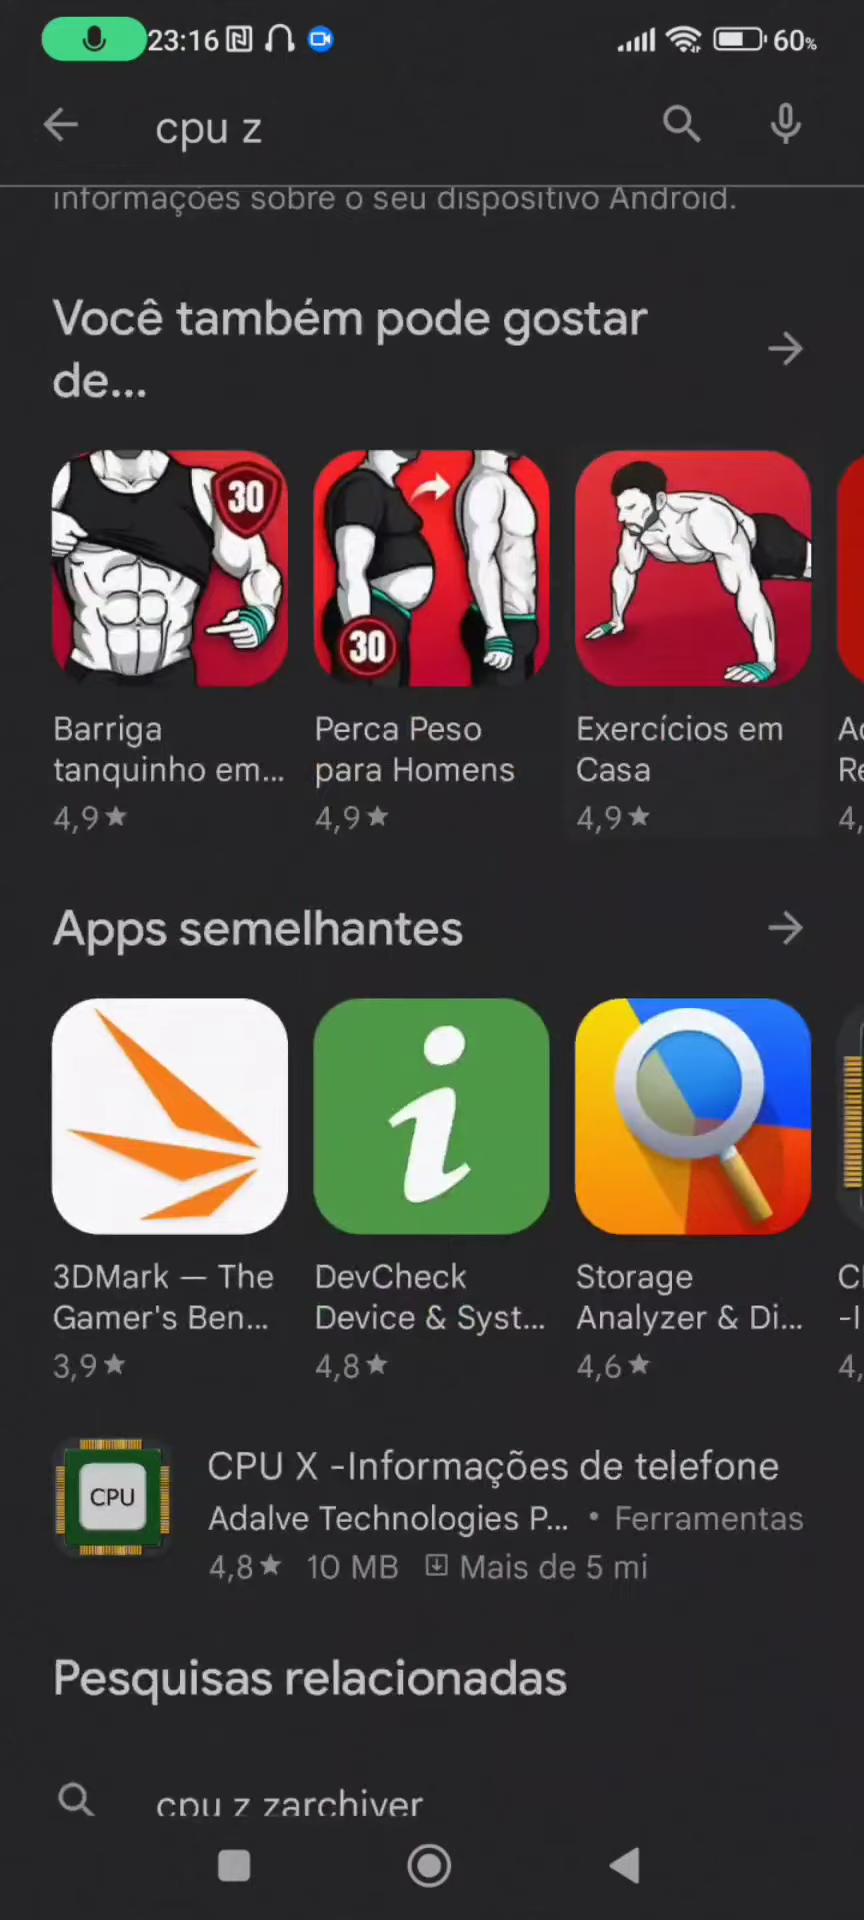 23:16 60%
cpu z
informações sobre o seu dispositivo Android.
Você também pode gostar
de...
30
30
Barriga
tanquinho em...
4,9★
Perca Peso
para Homens
4,9★
Exercícios em
Casa
4,9★
Apps semelhantes
3DMark — The
Gamer's Ben...
3,9★
DevCheck
Device & Syst...
4,8★
Storage
Analyzer & Di...
4,6★
CPU
CPU X -Informações de telefone
Adalve Technologies P... • Ferramentas
4,8★ 10 MB Mais de 5 mi
Pesquisas relacionadas
cpu z zarchiver